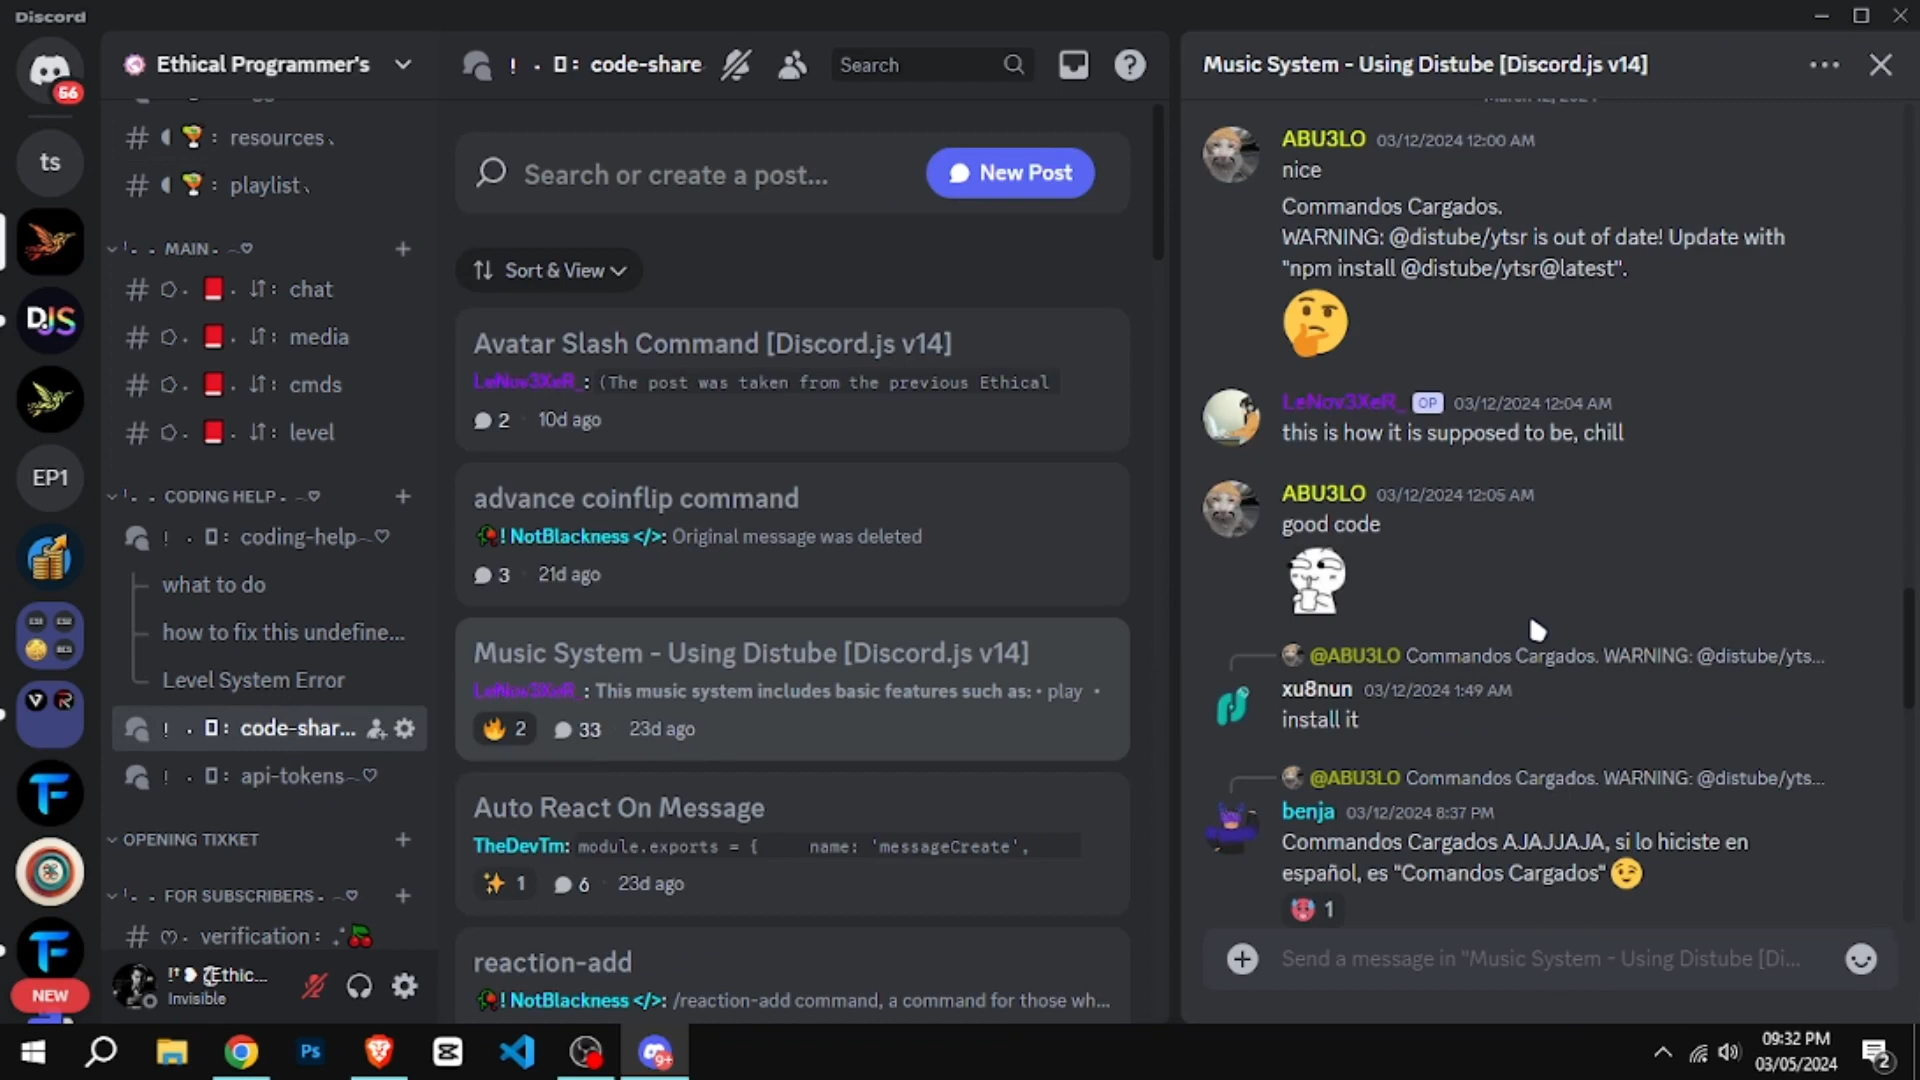 Discord
56
ts
DJS
EP1
NEW
Ethical Programmer's
# : resources
# : playlist
MAIN
# : chat
# : media
# : cmds
# : level
CODING HELP
! . : coding-help
what to do
how to fix this undefine...
Level System Error
! . : code-shar...
! . : api-tokens
OPENING TIXKET
FOR SUBSCRIBERS
# verification :
Ethic...
Invisible
! . : code-share
Search
Search or create a post...
New Post
Sort & View
Avatar Slash Command [Discord.js v14]
LeNov3XeR_: (The post was taken from the previous Ethical
2 · 10d ago
advance coinflip command
! NotBlackness </>: Original message was deleted
3 · 21d ago
Music System - Using Distube [Discord.js v14]
LeNov3XeR_: This music system includes basic features such as: • play •
🔥 2 33 · 23d ago
Auto React On Message
TheDevTm: module.exports = { name: 'messageCreate',
✨ 1 6 · 23d ago
reaction-add
! NotBlackness </>: /reaction-add command, a command for those wh...
Music System - Using Distube [Discord.js v14]
March 12, 2024
ABU3LO 03/12/2024 12:00 AM
nice
Commandos Cargados.
WARNING: @distube/ytsr is out of date! Update with
"npm install @distube/ytsr@latest".
🤔
LeNov3XeR_ OP 03/12/2024 12:04 AM
this is how it is supposed to be, chill
ABU3LO 03/12/2024 12:05 AM
good code
@ABU3LO Commandos Cargados. WARNING: @distube/yts...
xu8nun 03/12/2024 1:49 AM
install it
@ABU3LO Commandos Cargados. WARNING: @distube/yts...
benja 03/12/2024 8:37 PM
Commandos Cargados AJAJJAJA, si lo hiciste en
español, es "Comandos Cargados" 😉
1
Send a message in "Music System - Using Distube [Di...
Ps
9+
09:32 PM
03/05/2024
2